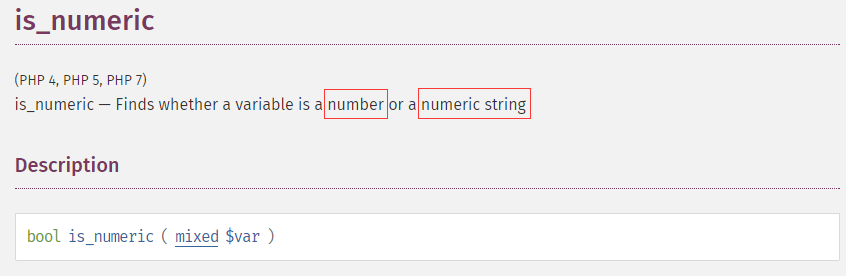 is_numeric
(PHP 4, PHP 5, PHP 7)
is_numeric — Finds whether a variable is a number or a numeric string
Description
bool is_numeric ( mixed $var )